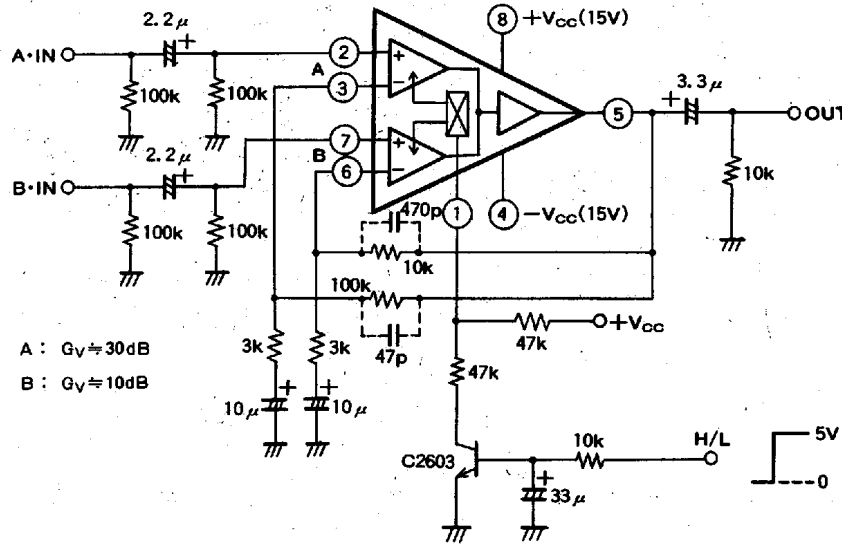 8 +VCC(15V)
2.2μ
+
A·IN
2
+
A
3
−
100k
100k
3.3μ
+
5
OUT
7
+
2.2μ
+
B
6
−
B·IN
10k
470p
1
4 −VCC(15V)
100k
100k
10k
100k
+VCC
47k
47p
A : GV≒30dB
3k
3k
47k
B : GV≒10dB
+
+
10μ
10μ
H/L
5V
10k
C2603
0
+
33μ